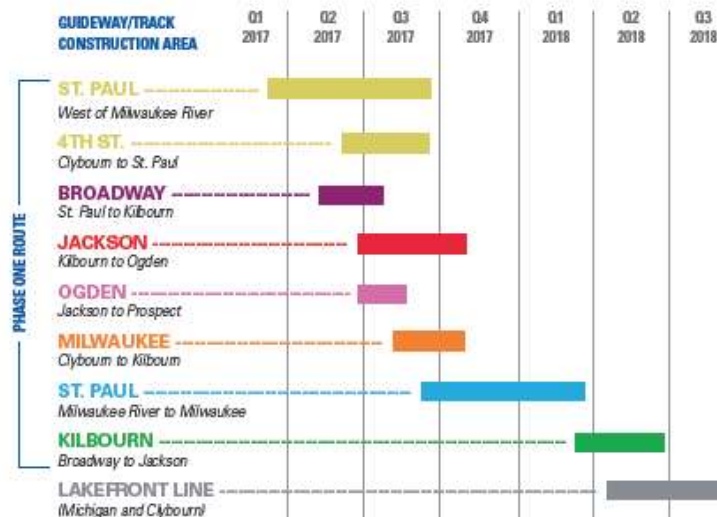 GUIDEWAY/TRACK
CONSTRUCTION AREA
Q1
2017
Q2
2017
Q3
2017
Q4
2017
Q1
2018
Q2
2018
Q3
2018
PHASE ONE ROUTE
ST. PAUL
West of Milwaukee River
4TH ST.
Clybourn to St. Paul
BROADWAY
St. Paul to Kilbourn
JACKSON
Kilbourn to Ogden
OGDEN
Jackson to Prospect
MILWAUKEE
Clybourn to Kilbourn
ST. PAUL
Milwaukee River to Milwaukee
KILBOURN
Broadway to Jackson
LAKEFRONT LINE
(Michigan and Clybourn)